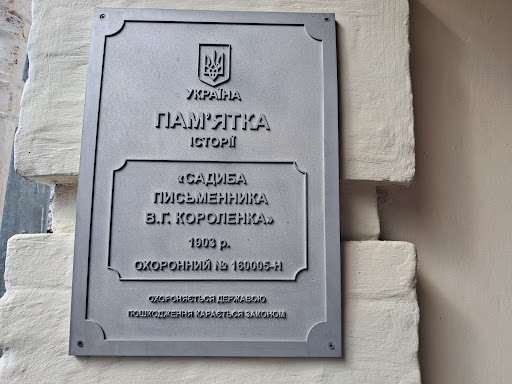 УКРАЇНА
ПАМ'ЯТКА
ІСТОРІЇ
«САДИБА
ПИСЬМЕННИКА
В.Г. КОРОЛЕНКА»
1903 р.
ОХОРОННИЙ № 160005-Н
ОХОРОНЯЄТЬСЯ ДЕРЖАВОЮ
ПОШКОДЖЕННЯ КАРАЄТЬСЯ ЗАКОНОМ